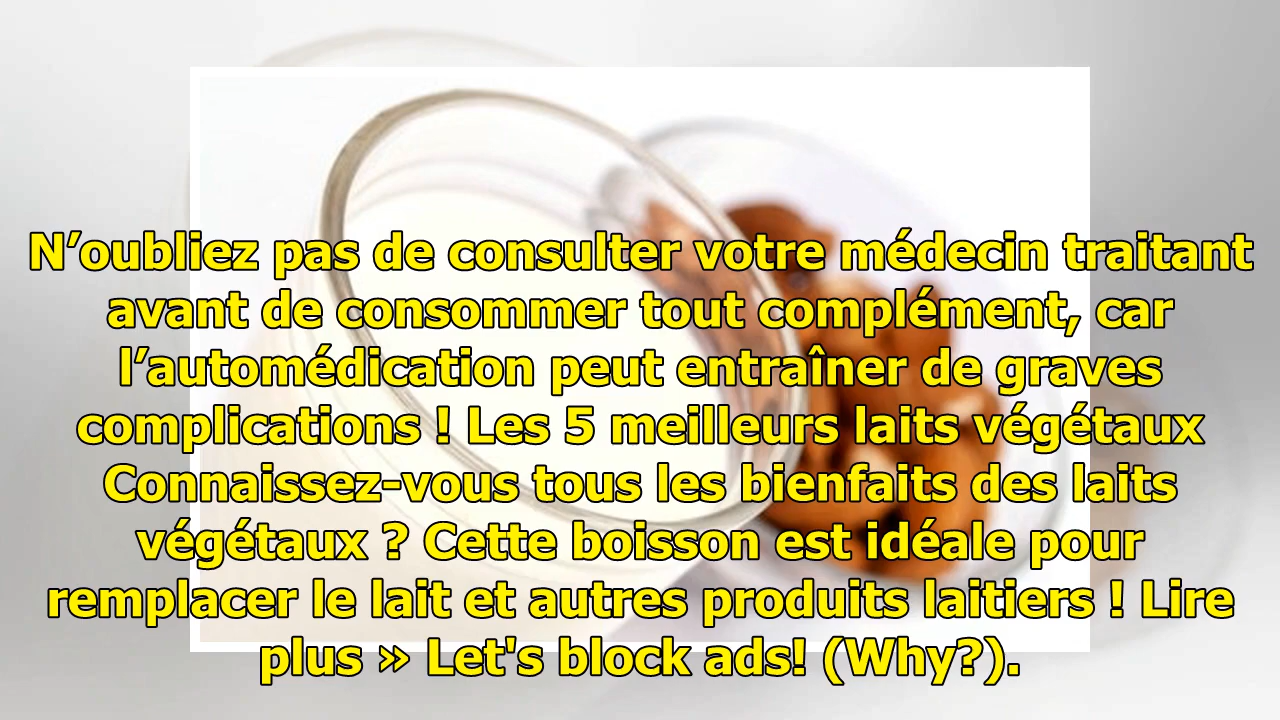 N’oubliez pas de consulter votre médecin traitant
avant de consommer tout complément, car
l’automédication peut entraîner de graves
complications ! Les 5 meilleurs laits végétaux
Connaissez-vous tous les bienfaits des laits
végétaux ? Cette boisson est idéale pour
remplacer le lait et autres produits laitiers ! Lire
plus » Let's block ads! (Why?).